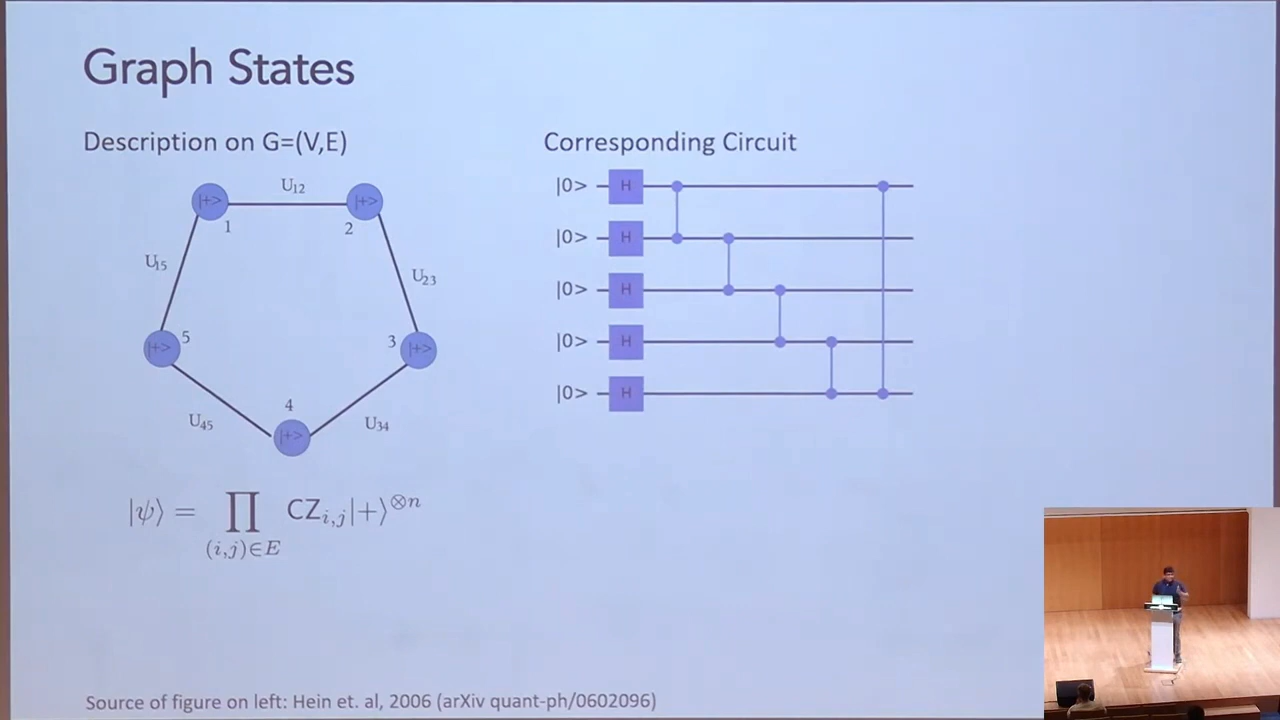 Graph States
Description on G=(V,E)
Corresponding Circuit
U₁₂
|+>
|+>
1
2
U₁₅
U₂₃
5
3
|+>
|+>
4
U₄₅
U₃₄
|+>
|0> H
|0> H
|0> H
|0> H
|0> H
|ψ⟩ = ∏ CZᵢ,ⱼ|+⟩⊗ⁿ
(i,j)∈E
Source of figure on left: Hein et. al, 2006 (arXiv quant-ph/0602096)